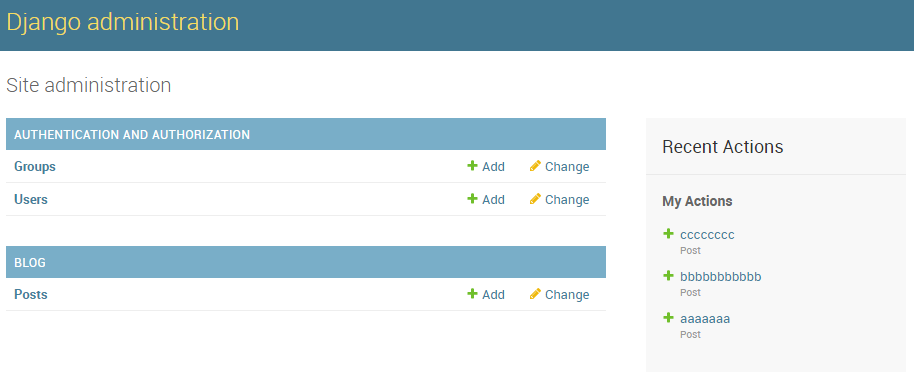 Django administration
Site administration
AUTHENTICATION AND AUTHORIZATION
Groups Add Change
Users Add Change
BLOG
Posts Add Change
Recent Actions
My Actions
cccccccc
Post
bbbbbbbbbbb
Post
aaaaaaa
Post